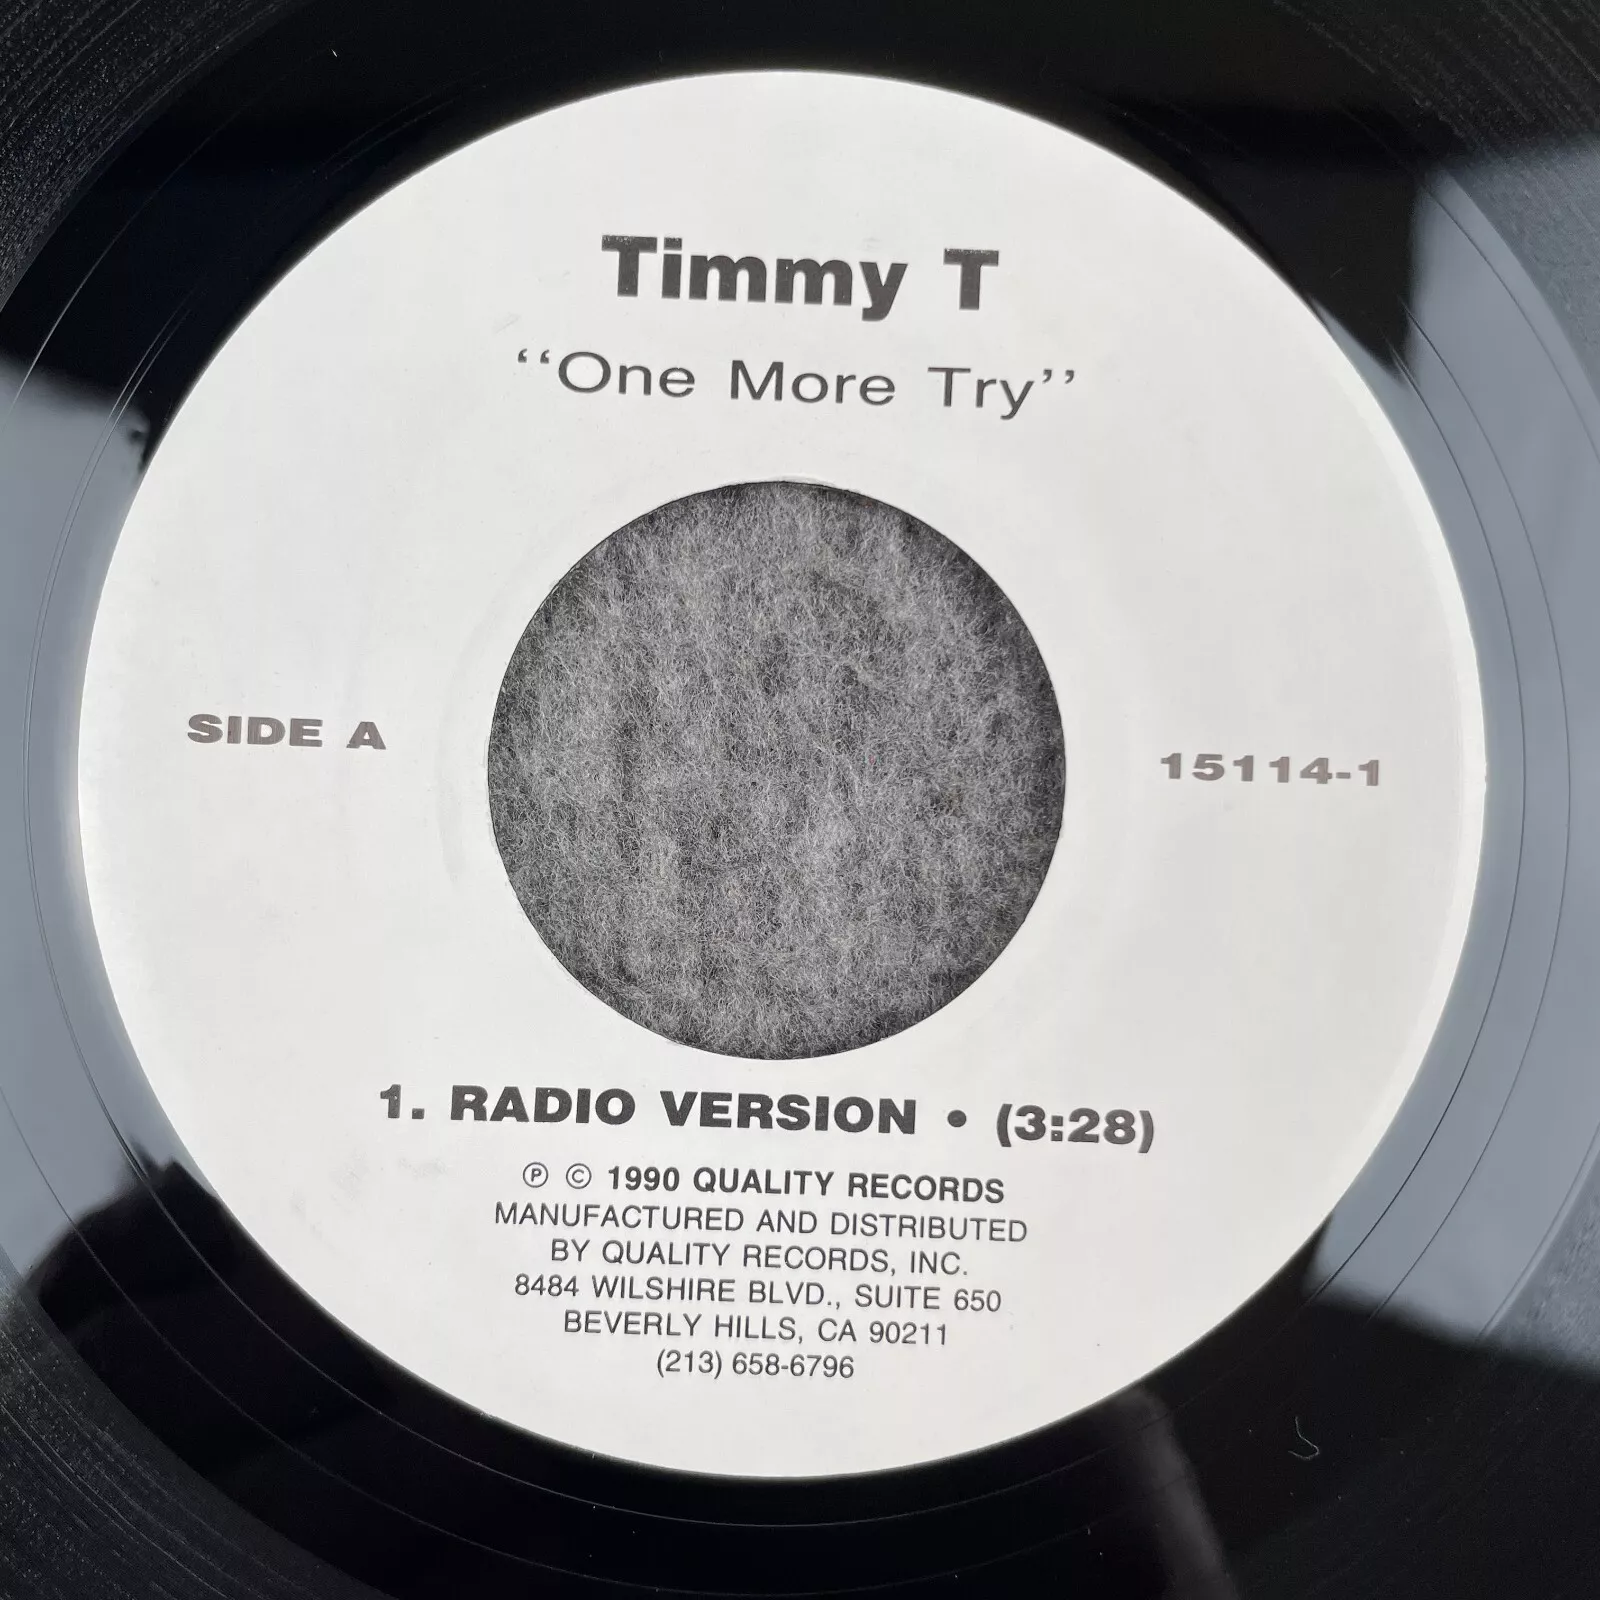 Timmy T
‘‘One More Try’’
SIDE A
15114-1
1. RADIO VERSION • (3:28)
℗ © 1990 QUALITY RECORDS
MANUFACTURED AND DISTRIBUTED
BY QUALITY RECORDS, INC.
8484 WILSHIRE BLVD., SUITE 650
BEVERLY HILLS, CA 90211
(213) 658-6796